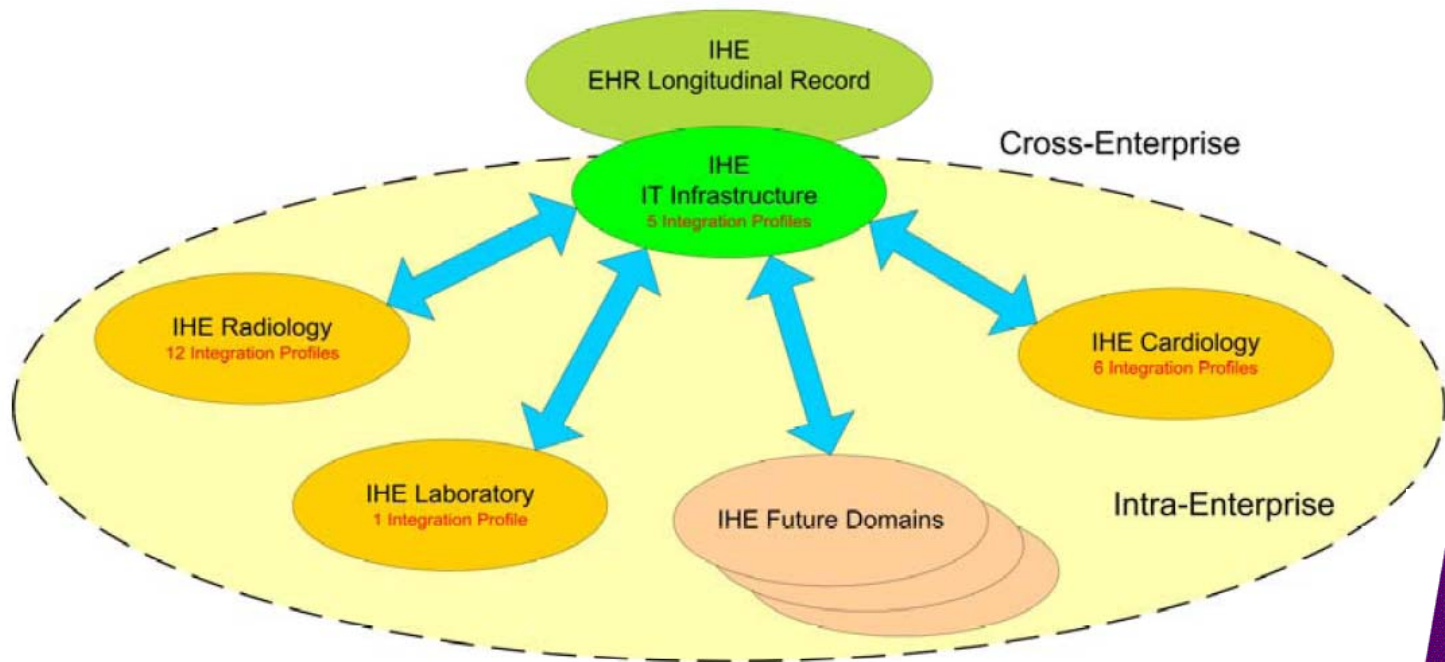 IHE
EHR Longitudinal Record
Cross-Enterprise
IHE
IT Infrastructure
5 Integration Profiles
IHE Radiology
12 Integration Profiles
IHE Cardiology
6 Integration Profiles
IHE Laboratory
1 Integration Profile
IHE Future Domains
Intra-Enterprise